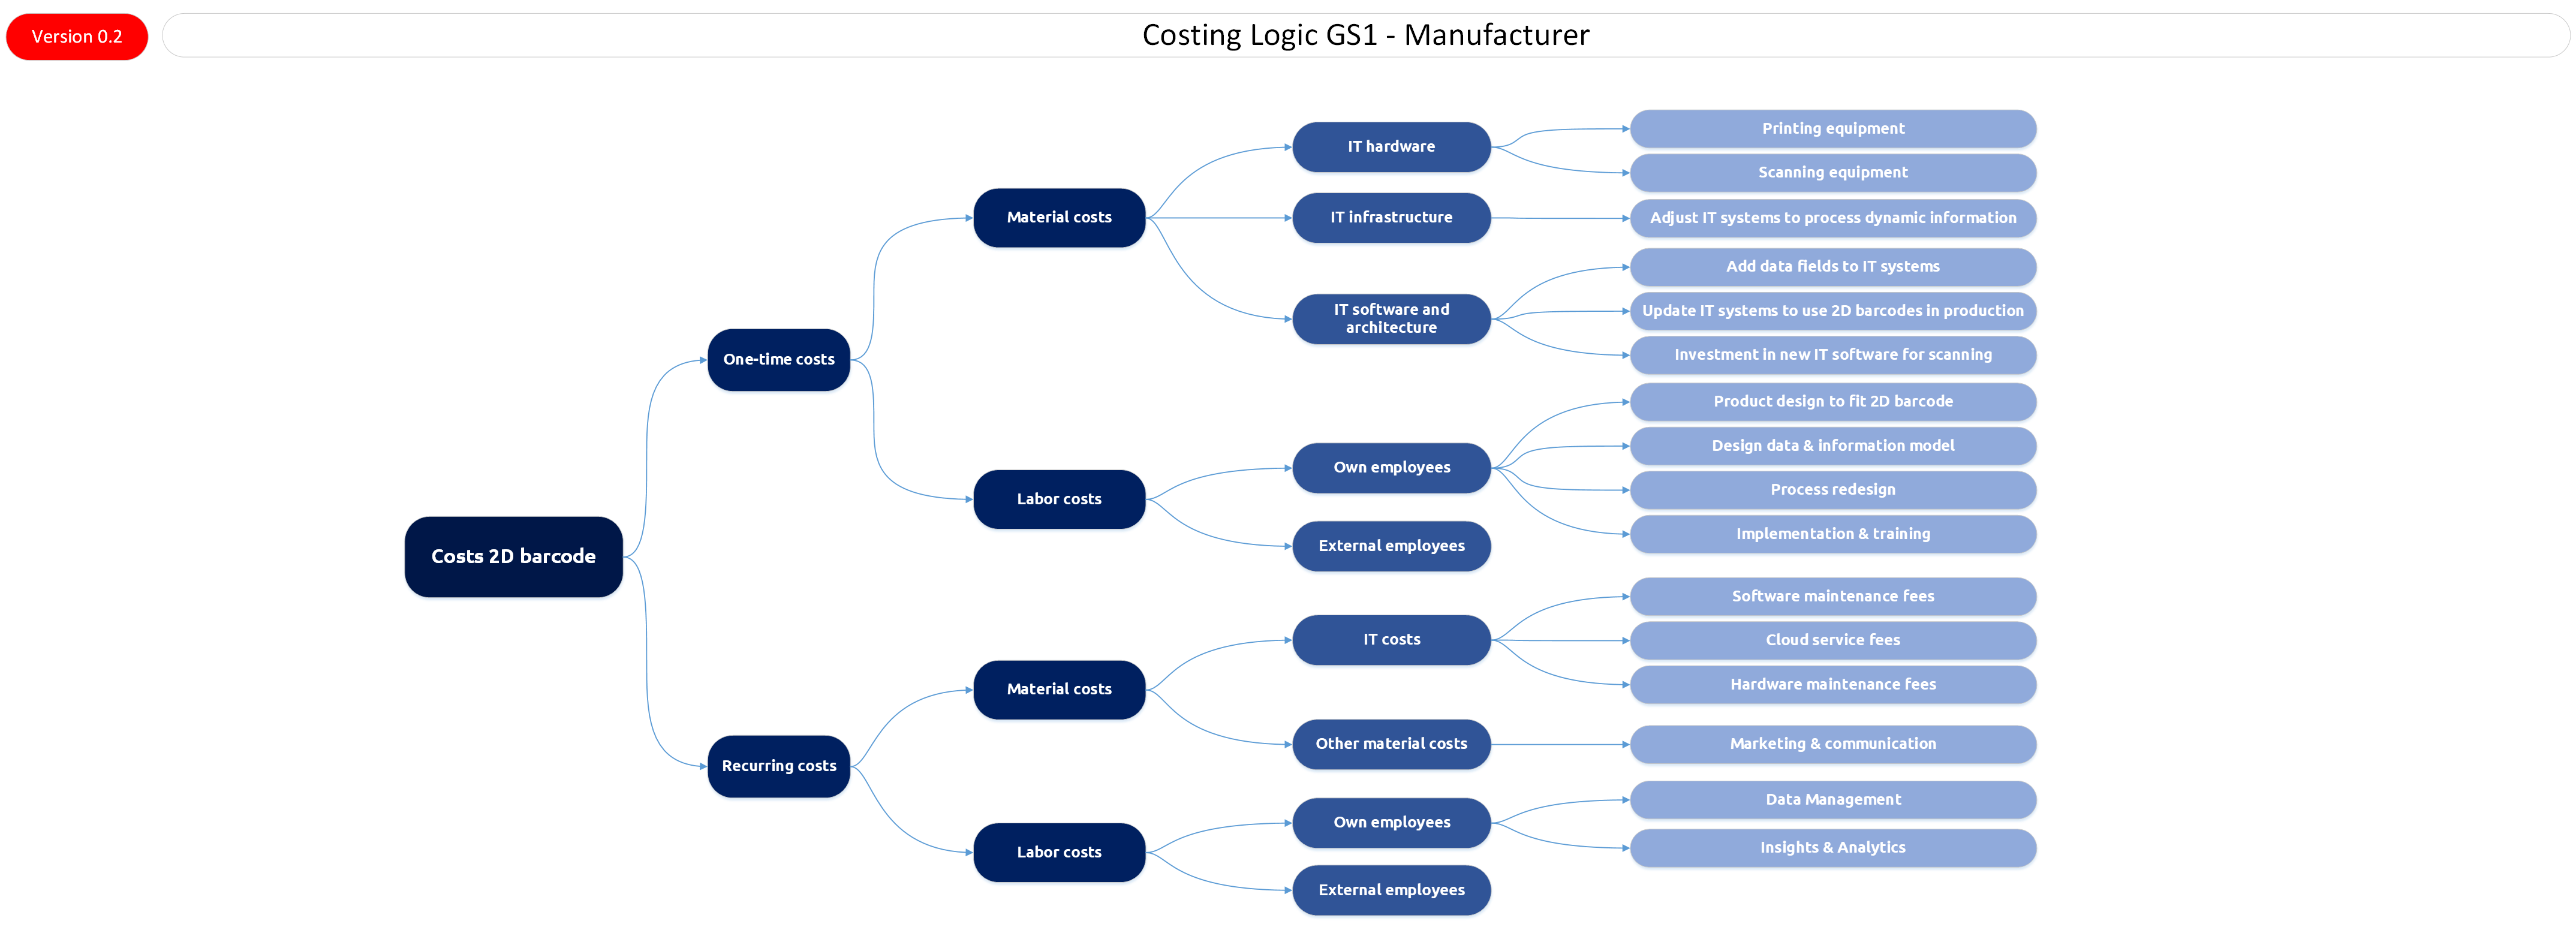 Version 0.2
Costing Logic GS1 - Manufacturer
Costs 2D barcode
One-time costs
Material costs
IT hardware
Printing equipment
Scanning equipment
IT infrastructure
Adjust IT systems to process dynamic information
IT software and
architecture
Add data fields to IT systems
Update IT systems to use 2D barcodes in production
Investment in new IT software for scanning
Labor costs
Own employees
Product design to fit 2D barcode
Design data & information model
Process redesign
Implementation & training
External employees
Recurring costs
Material costs
IT costs
Software maintenance fees
Cloud service fees
Hardware maintenance fees
Other material costs
Marketing & communication
Labor costs
Own employees
Data Management
Insights & Analytics
External employees